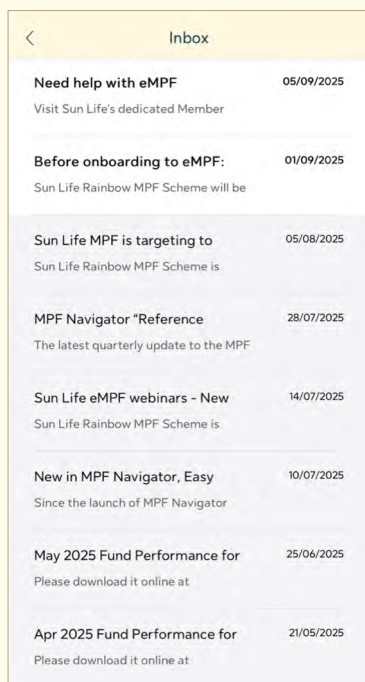 Inbox
Need help with eMPF 05/09/2025
Visit Sun Life's dedicated Member
Before onboarding to eMPF: 01/09/2025
Sun Life Rainbow MPF Scheme will be
Sun Life MPF is targeting to 05/08/2025
Sun Life Rainbow MPF Scheme is
MPF Navigator "Reference 28/07/2025
The latest quarterly update to the MPF
Sun Life eMPF webinars - New 14/07/2025
Sun Life Rainbow MPF Scheme is
New in MPF Navigator, Easy 10/07/2025
Since the launch of MPF Navigator
May 2025 Fund Performance for 25/06/2025
Please download it online at
Apr 2025 Fund Performance for 21/05/2025
Please download it online at